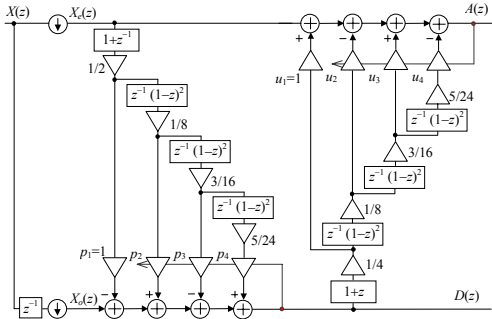 X(z) Xₑ(z) A(z)
1+z⁻¹
1/2
z⁻¹ (1–z)²
1/8
z⁻¹ (1–z)²
3/16
z⁻¹ (1–z)²
5/24
p₁=1 p₂ p₃ p₄
– + – +
z⁻¹ Xₒ(z) D(z)
+ – + –
u₁=1 u₂ u₃ u₄
5/24
z⁻¹ (1–z)²
3/16
z⁻¹ (1–z)²
1/8
z⁻¹ (1–z)²
1/4
1+z